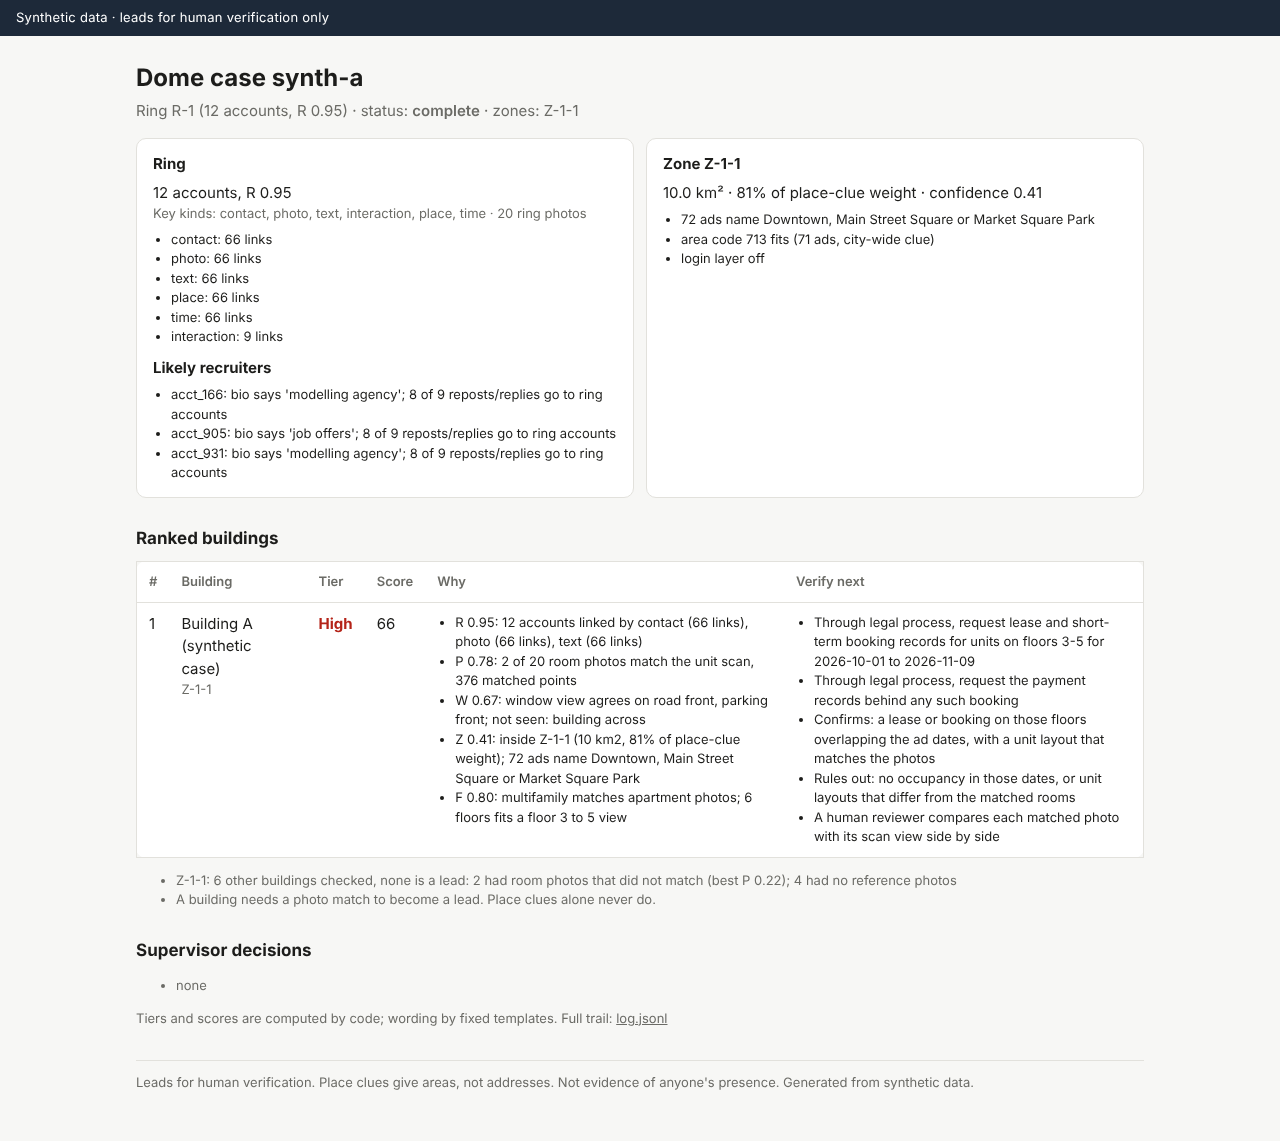 Synthetic data · leads for human verification only
Dome case synth-a
Ring R-1 (12 accounts, R 0.95) · status: complete · zones: Z-1-1
Ring
12 accounts, R 0.95
Key kinds: contact, photo, text, interaction, place, time · 20 ring photos
• contact: 66 links
• photo: 66 links
• text: 66 links
• place: 66 links
• time: 66 links
• interaction: 9 links
Likely recruiters
• acct_166: bio says 'modelling agency'; 8 of 9 reposts/replies go to ring
accounts
• acct_905: bio says 'job offers'; 8 of 9 reposts/replies go to ring accounts
• acct_931: bio says 'modelling agency'; 8 of 9 reposts/replies go to ring
accounts
Zone Z-1-1
10.0 km² · 81% of place-clue weight · confidence 0.41
• 72 ads name Downtown, Main Street Square or Market Square Park
• area code 713 fits (71 ads, city-wide clue)
• login layer off
Ranked buildings
# Building Tier Score Why Verify next
1
Building A
(synthetic
case)
Z-1-1
High
66
• R 0.95: 12 accounts linked by contact (66 links),
photo (66 links), text (66 links)
• P 0.78: 2 of 20 room photos match the unit scan,
376 matched points
• W 0.67: window view agrees on road front, parking
front; not seen: building across
• Z 0.41: inside Z-1-1 (10 km2, 81% of place-clue
weight); 72 ads name Downtown, Main Street
Square or Market Square Park
• F 0.80: multifamily matches apartment photos; 6
floors fits a floor 3 to 5 view
• Through legal process, request lease and short-
term booking records for units on floors 3-5 for
2026-10-01 to 2026-11-09
• Through legal process, request the payment
records behind any such booking
• Confirms: a lease or booking on those floors
overlapping the ad dates, with a unit layout that
matches the photos
• Rules out: no occupancy in those dates, or unit
layouts that differ from the matched rooms
• A human reviewer compares each matched photo
with its scan view side by side
• Z-1-1: 6 other buildings checked, none is a lead: 2 had room photos that did not match (best P 0.22); 4 had no reference photos
• A building needs a photo match to become a lead. Place clues alone never do.
Supervisor decisions
• none
Tiers and scores are computed by code; wording by fixed templates. Full trail: log.jsonl
Leads for human verification. Place clues give areas, not addresses. Not evidence of anyone's presence. Generated from synthetic data.